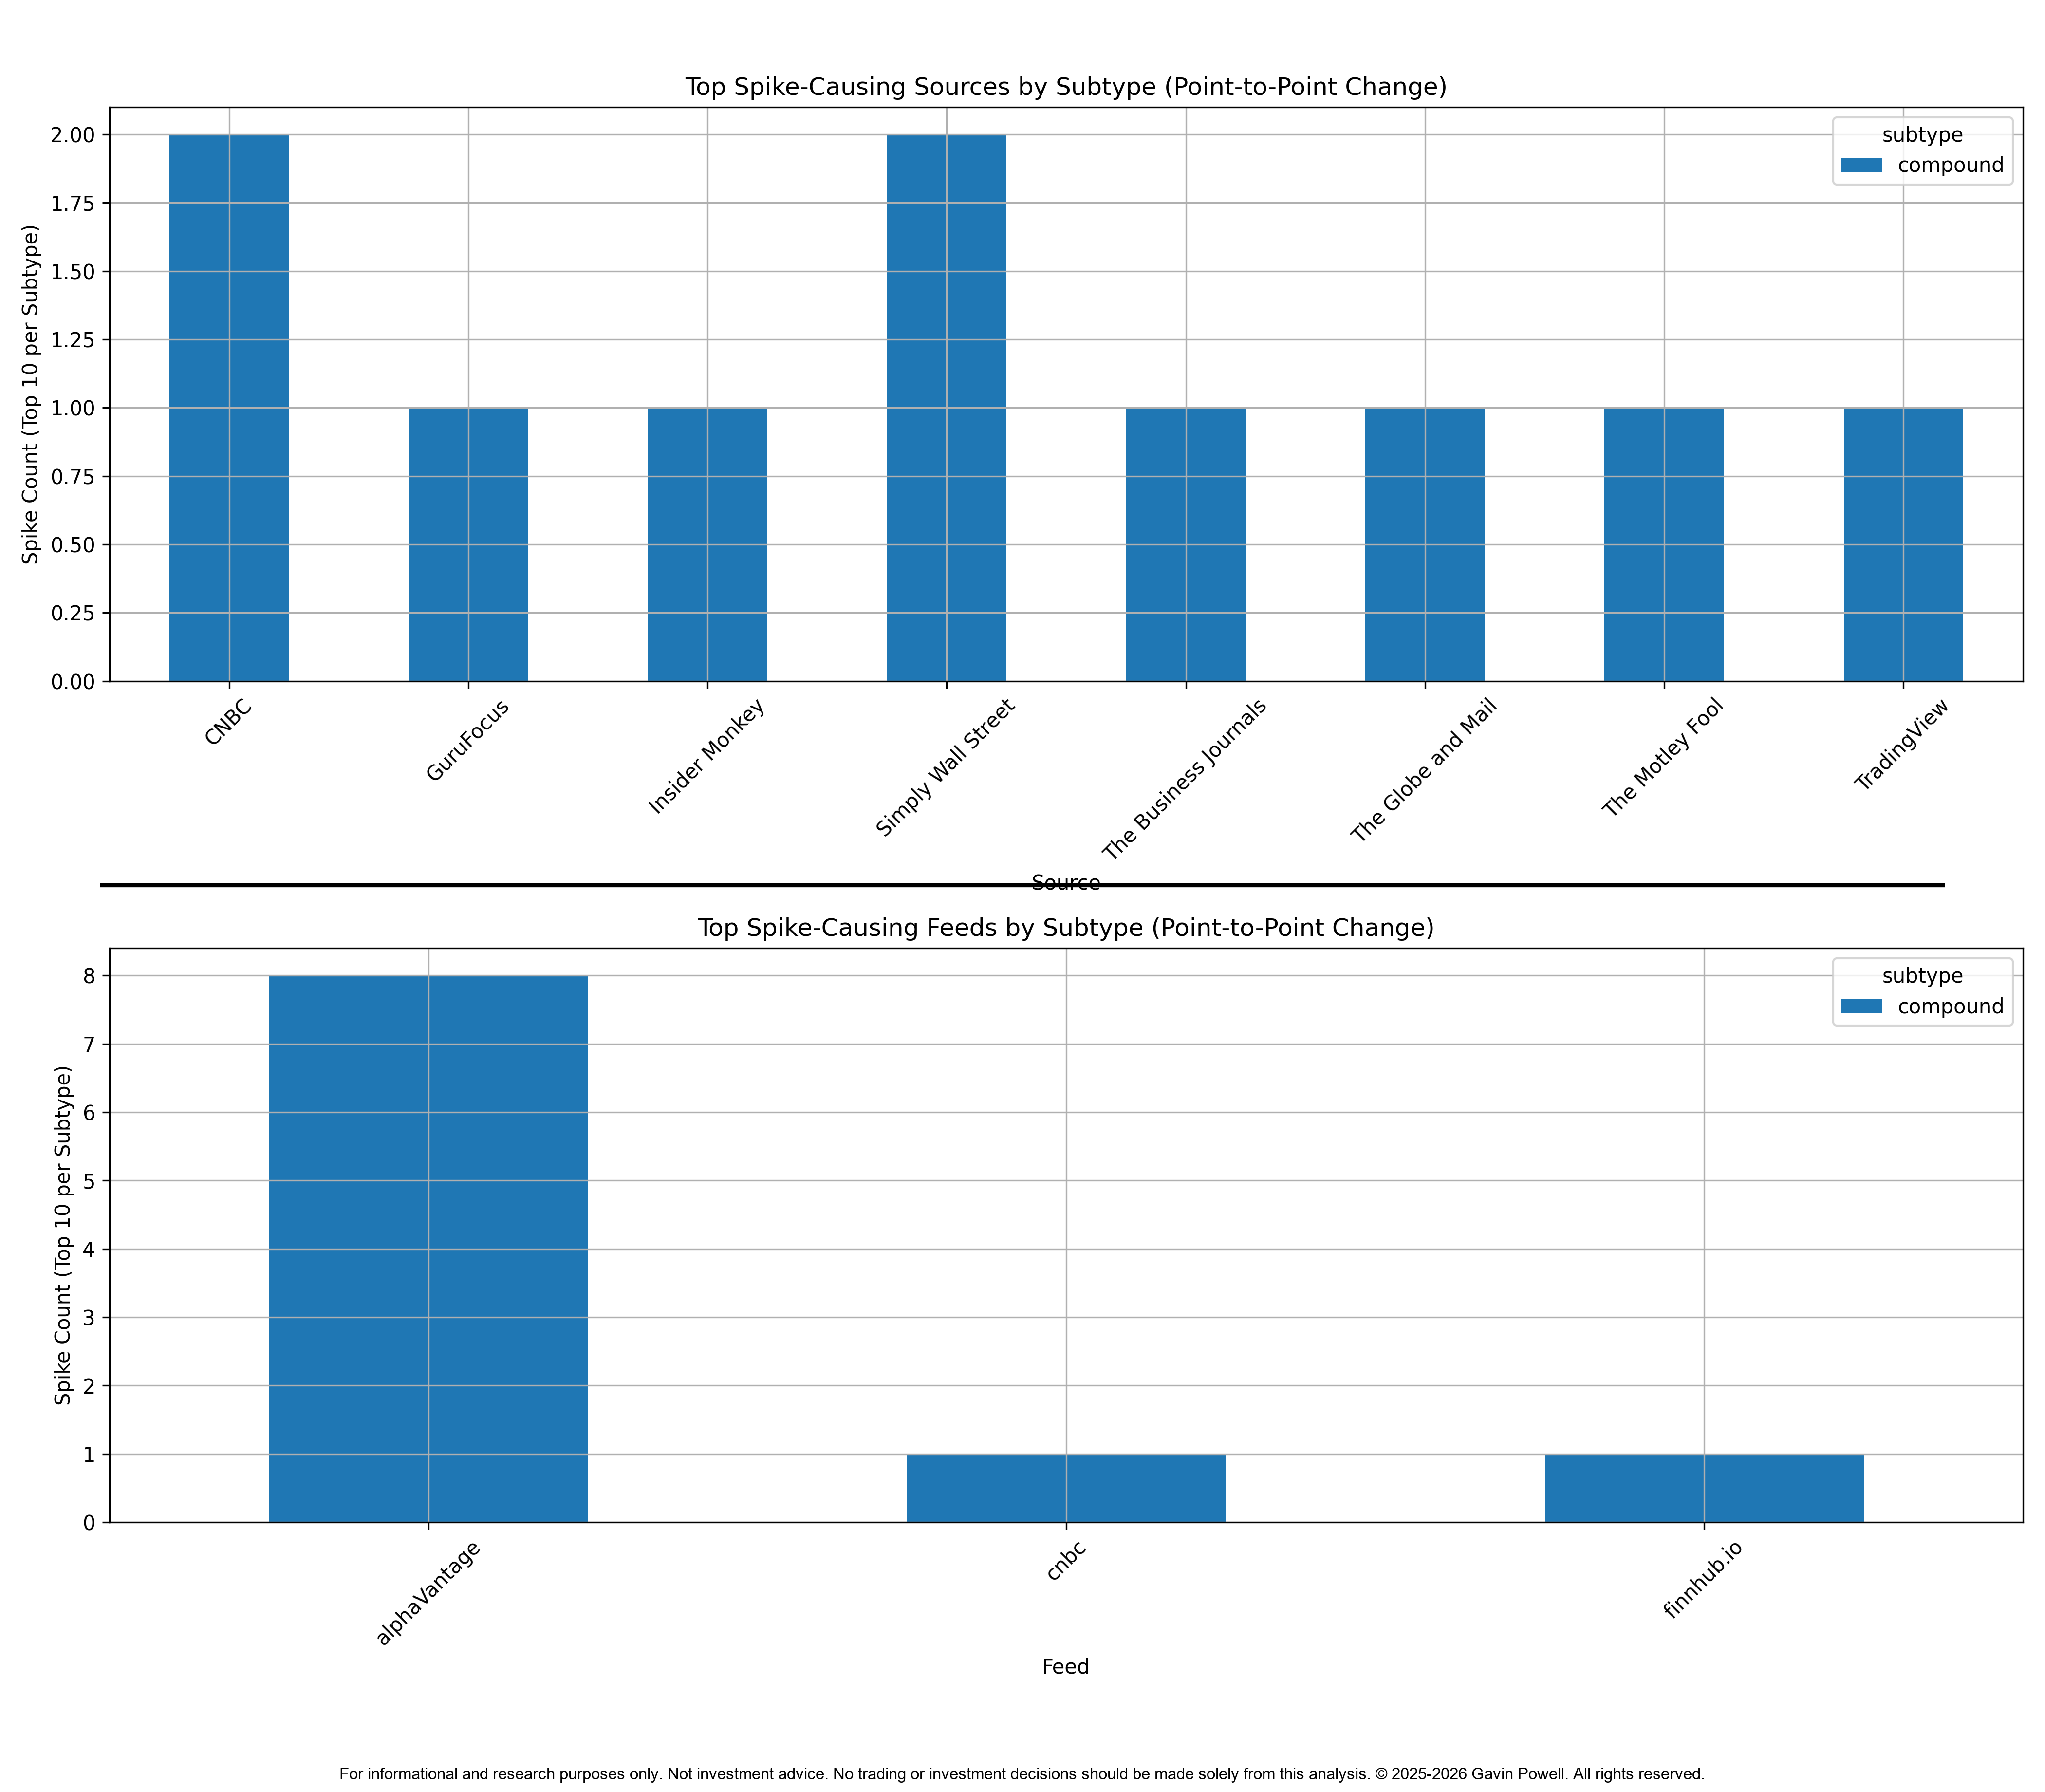 Top Spike-Causing Sources by Subtype (Point-to-Point Change)
subtype
compound
Spike Count (Top 10 per Subtype)
2.00
1.75
1.50
1.25
1.00
0.75
0.50
0.25
0.00
CNBC
GuruFocus
Insider Monkey
Simply Wall Street
The Business Journals
The Globe and Mail
The Motley Fool
TradingView
Source
Top Spike-Causing Feeds by Subtype (Point-to-Point Change)
subtype
compound
Spike Count (Top 10 per Subtype)
8
7
6
5
4
3
2
1
0
alphaVantage
cnbc
finnhub.io
Feed
For informational and research purposes only. Not investment advice. No trading or investment decisions should be made solely from this analysis. © 2025-2026 Gavin Powell. All rights reserved.